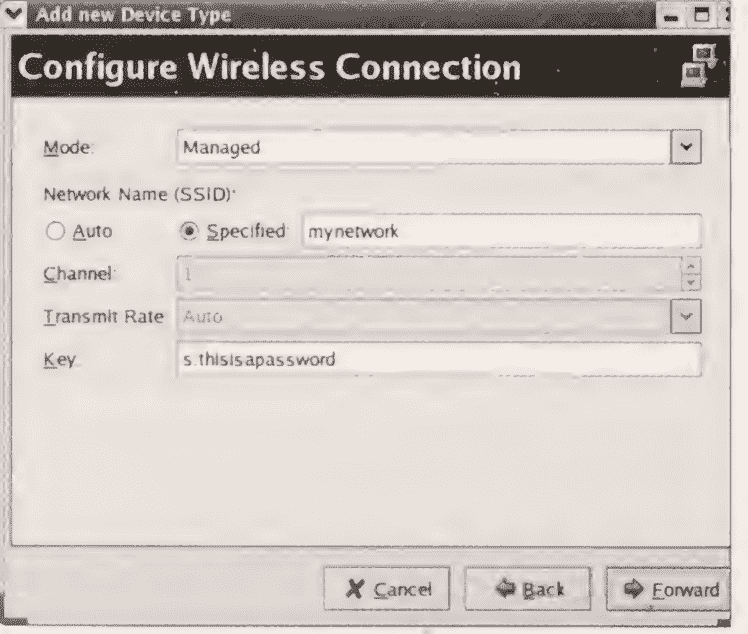 Add new Device Type
Configure Wireless Connection
Mode: Managed
Network Name (SSID):
Auto Specified: mynetwork
Channel: 1
Transmit Rate Auto
Key s:thisisapassword
Cancel Back Forward